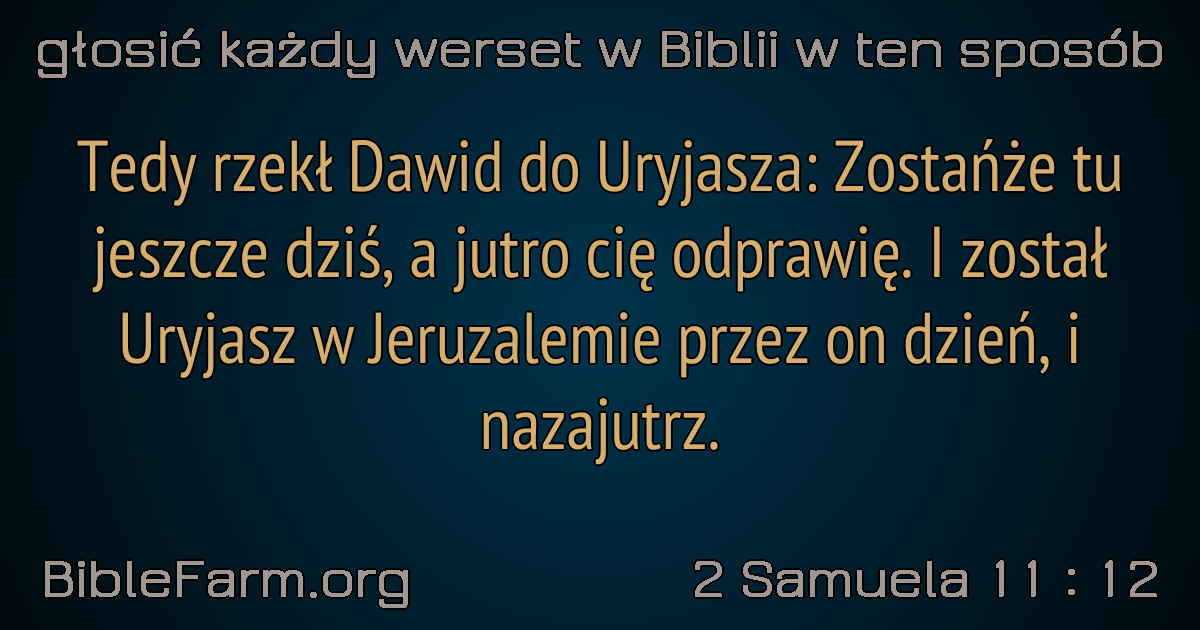 głosić każdy werset w Biblii w ten sposób
Tedy rzekł Dawid do Uryjasza: Zostańże tu
jeszcze dziś, a jutro cię odprawię. I został
Uryjasz w Jeruzalemie przez on dzień, i
nazajutrz.
BibleFarm.org
2 Samuela 11 : 12